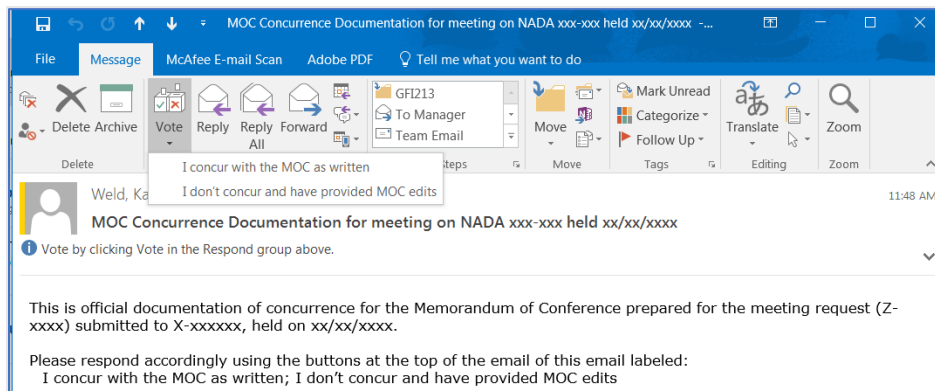 MOC Concurrence Documentation for meeting on NADA xxx-xxx held xx/xx/xxxx -...
File Message McAfee E-mail Scan Adobe PDF Tell me what you want to do
GFI213
To Manager
Team Email
Mark Unread
Categorize
Follow Up
Delete Archive Vote Reply Reply All Forward Move Translate Zoom
Delete Move Tags Editing Zoom
I concur with the MOC as written
I don't concur and have provided MOC edits
Weld, 11:48 AM
MOC Concurrence Documentation for meeting on NADA xxx-xxx held xx/xx/xxxx
Vote by clicking Vote in the Respond group above.
This is official documentation of concurrence for the Memorandum of Conference prepared for the meeting request (Z-
xxxx) submitted to X-xxxxxx, held on xx/xx/xxxx.
Please respond accordingly using the buttons at the top of the email of this email labeled:
I concur with the MOC as written; I don't concur and have provided MOC edits